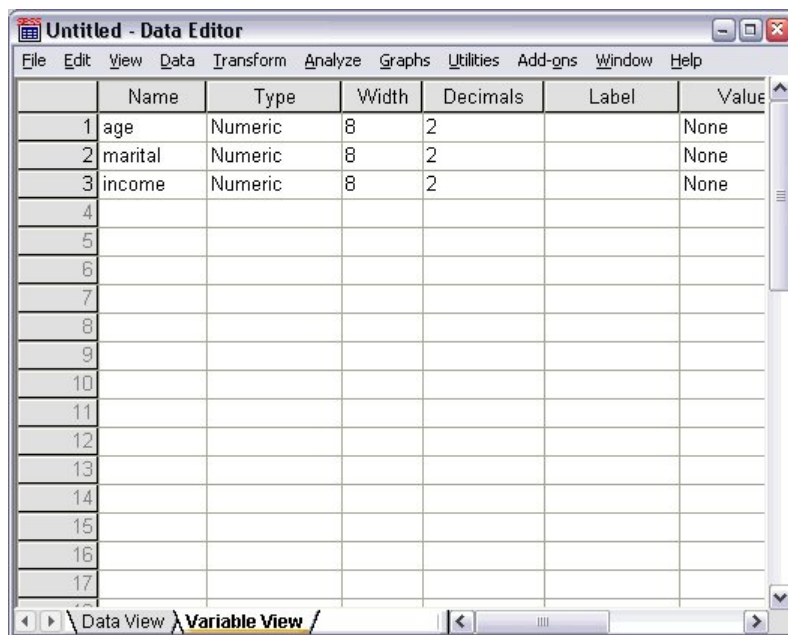 Untitled - Data Editor
File Edit View Data Transform Analyze Graphs Utilities Add-ons Window Help
Name Type Width Decimals Label Value
1 age Numeric 8 2 None
2 marital Numeric 8 2 None
3 income Numeric 8 2 None
4
5
6
7
8
9
10
11
12
13
14
15
16
17
Data View Variable View